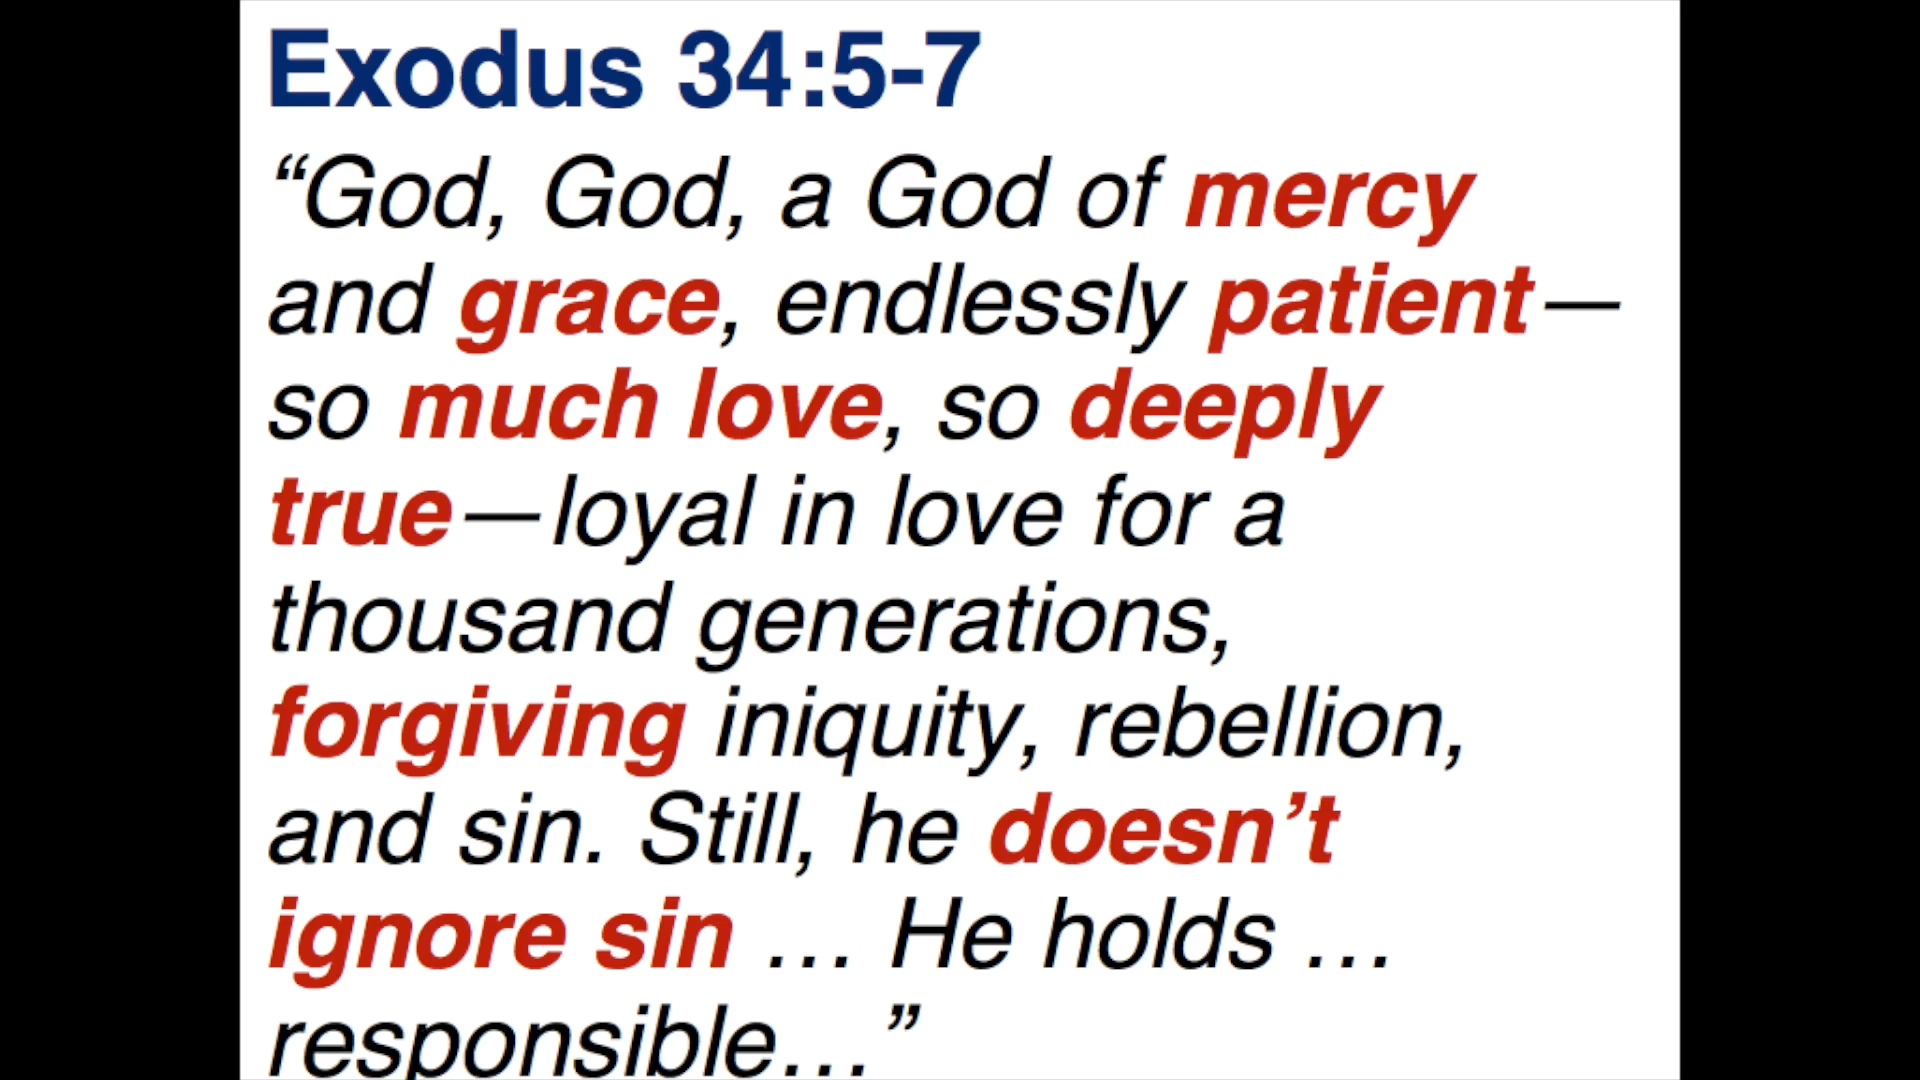 Exodus 34:5-7
“God, God, a God of mercy
and grace, endlessly patient—
so much love, so deeply
true—loyal in love for a
thousand generations,
forgiving iniquity, rebellion,
and sin. Still, he doesn’t
ignore sin … He holds …
responsible…”